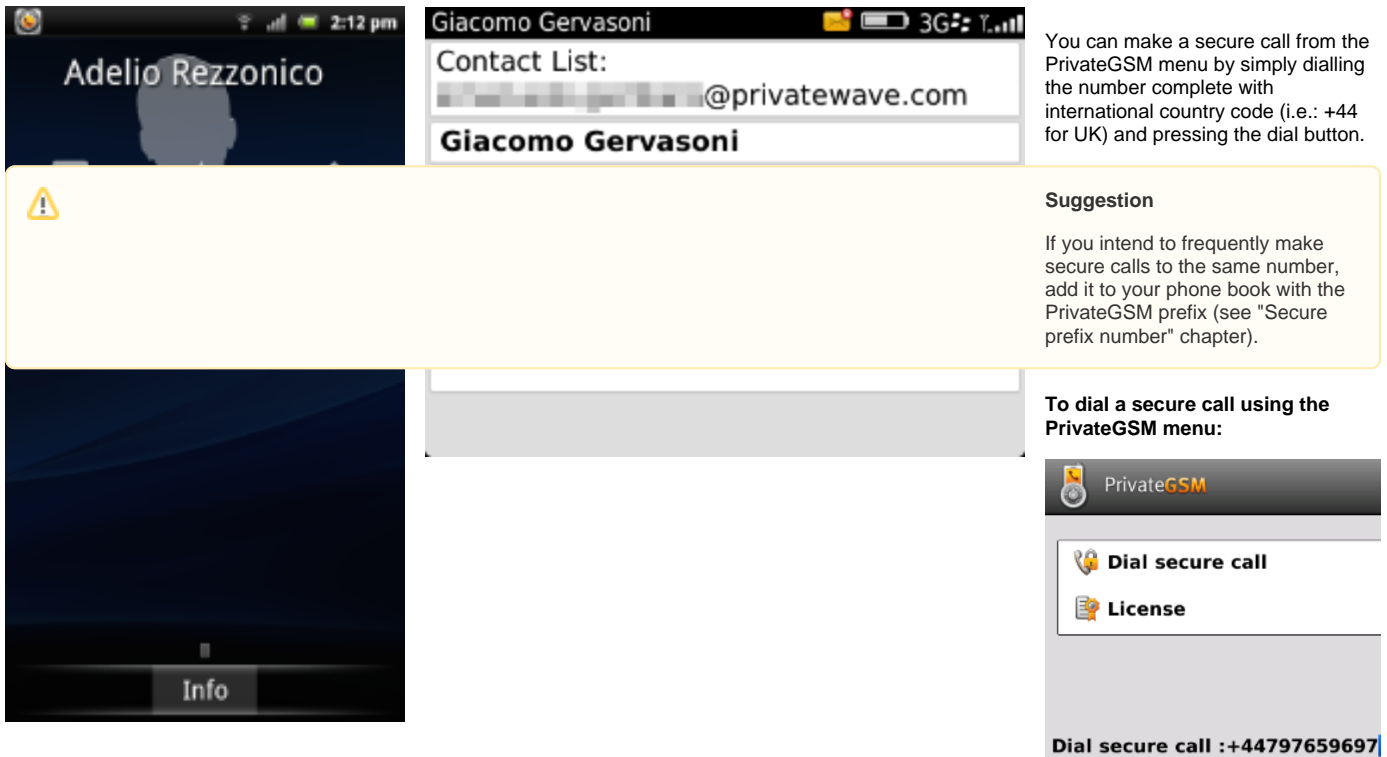 2:12 pm
Adelio Rezzonico
Info
Giacomo Gervasoni
3G
Contact List:
@privatewave.com
Giacomo Gervasoni
You can make a secure call from the
PrivateGSM menu by simply dialling
the number complete with
international country code (i.e.: +44
for UK) and pressing the dial button.
Suggestion
If you intend to frequently make
secure calls to the same number,
add it to your phone book with the
PrivateGSM prefix (see "Secure
prefix number" chapter).
To dial a secure call using the
PrivateGSM menu:
PrivateGSM
Dial secure call
License
Dial secure call :+44797659697